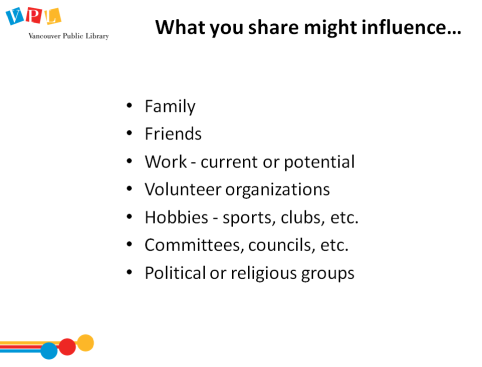 VPL
Vancouver Public Library
What you share might influence…
• Family
• Friends
• Work - current or potential
• Volunteer organizations
• Hobbies - sports, clubs, etc.
• Committees, councils, etc.
• Political or religious groups